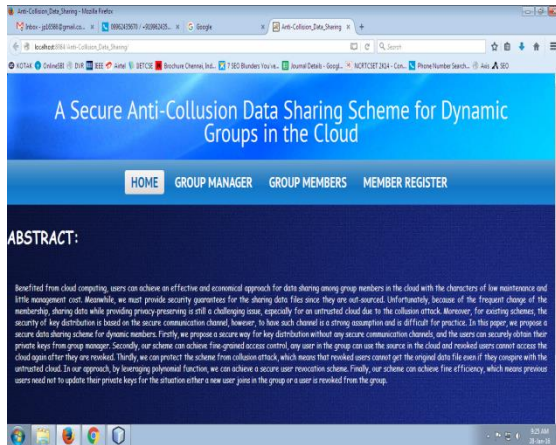 Anti-Collusion_Data_Sharing - Mozilla Firefox
Google
Anti-Collusion_Data_Sharing
Search
KOTAK OnlineSBI DVR IEEE Airtel
A Secure Anti-Collusion Data Sharing Scheme for Dynamic
Groups in the Cloud
HOME GROUP MANAGER GROUP MEMBERS MEMBER REGISTER
ABSTRACT:
Benefited from cloud computing, users can achieve an effective and economical approach for data sharing among group members in the cloud with the characters of low maintenance and
little management cost. Meanwhile, we must provide security guarantees for the sharing data files since they are out-sourced. Unfortunately, because of the frequent change of the
membership, sharing data while providing privacy-preserving is still a challenging issue, especially for an untrusted cloud due to the collusion attack. Moreover, for existing schemes, the
security of key distribution is based on the secure communication channel, however, to have such channel is a strong assumption and is difficult for practice. In this paper, we propose a
secure data sharing scheme for dynamic members. Firstly, we propose a secure way for key distribution without any secure communication channels, and the users can securely obtain their
private keys from group manager. Secondly, our scheme can achieve fine-grained access control, any user in the group can use the source in the cloud and revoked users cannot access the
cloud again after they are revoked. Thirdly, we can protect the scheme from collusion attack, which means that revoked users cannot get the original data file even if they conspire with the
untrusted cloud. In our approach, by leveraging polynomial function, we can achieve a secure user revocation scheme. Finally, our scheme can achieve fine efficiency, which means previous
users need not to update their private keys for the situation either a new user joins in the group or a user is revoked from the group.
9:25 AM